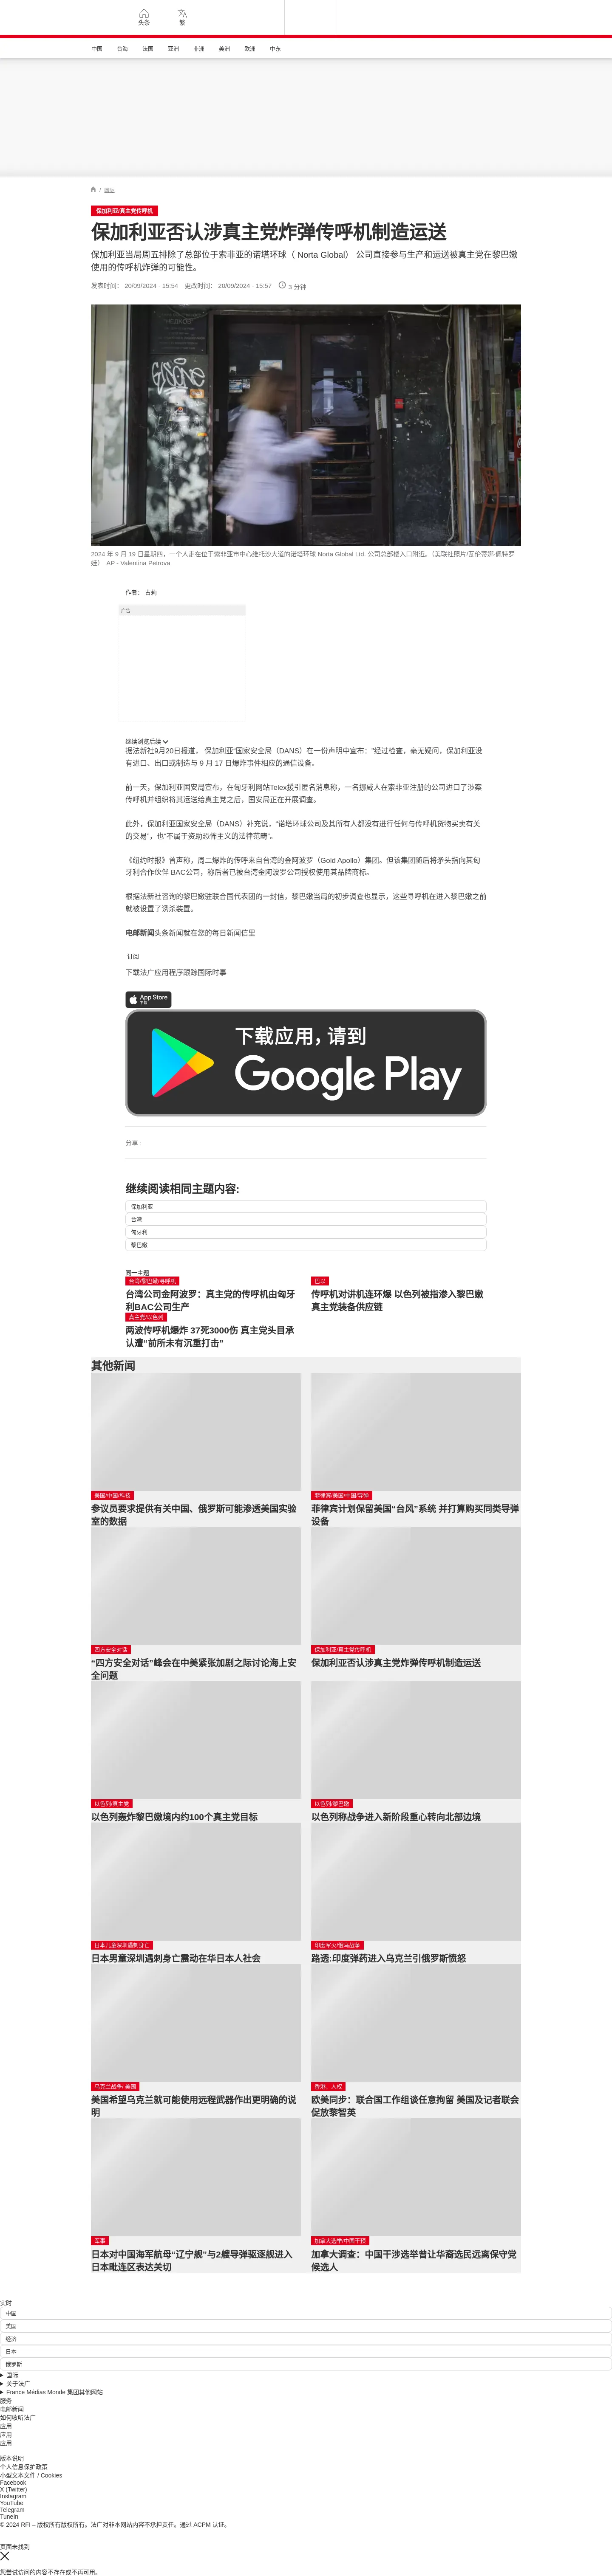 头条
繁
中国
台海
法国
亚洲
非洲
美洲
欧洲
中东
/ 国际
保加利亚/真主党传呼机
保加利亚否认涉真主党炸弹传呼机制造运送
保加利亚当局周五排除了总部位于索非亚的诺塔环球（ Norta Global） 公司直接参与生产和运送被真主党在黎巴嫩
使用的传呼机炸弹的可能性。
发表时间： 20/09/2024 - 15:54 更改时间： 20/09/2024 - 15:57 3 分钟
2024 年 9 月 19 日星期四，一个人走在位于索非亚市中心维托沙大道的诺塔环球 Norta Global Ltd. 公司总部楼入口附近。（美联社照片/瓦伦蒂娜·佩特罗
娃） AP - Valentina Petrova
作者： 古莉
广告
继续浏览后续
据法新社9月20日报道， 保加利亚“国家安全局（DANS）在一份声明中宣布：“经过检查，毫无疑问，保加利亚没
有进口、出口或制造与 9 月 17 日爆炸事件相应的通信设备。
前一天，保加利亚国安局宣布，在匈牙利网站Telex援引匿名消息称，一名挪威人在索非亚注册的公司进口了涉案
传呼机并组织将其运送给真主党之后，国安局正在开展调查。
此外，保加利亚国家安全局（DANS）补充说，“诺塔环球公司及其所有人都没有进行任何与传呼机货物买卖有关
的交易”，也“不属于资助恐怖主义的法律范畴”。
《纽约时报》曾声称，周二爆炸的传呼来自台湾的金阿波罗（Gold Apollo）集团。但该集团随后将矛头指向其匈
牙利合作伙伴 BAC公司，称后者已被台湾金阿波罗公司授权使用其品牌商标。
根据法新社咨询的黎巴嫩驻联合国代表团的一封信，黎巴嫩当局的初步调查也显示，这些寻呼机在进入黎巴嫩之前
就被设置了诱杀装置。
电邮新闻头条新闻就在您的每日新闻信里
订阅
下载法广应用程序跟踪国际时事
App Store
下载
下载应用，请到
Google Play
分享 :
继续阅读相同主题内容:
保加利亚
台湾
匈牙利
黎巴嫩
同一主题
台湾/黎巴嫩/寻呼机
台湾公司金阿波罗：真主党的传呼机由匈牙
利BAC公司生产
巴以
传呼机对讲机连环爆 以色列被指渗入黎巴嫩
真主党装备供应链
真主党/以色列
两波传呼机爆炸 37死3000伤 真主党头目承
认遭“前所未有沉重打击”
其他新闻
美国/中国/科技
参议员要求提供有关中国、俄罗斯可能渗透美国实验
室的数据
菲律宾/美国/中国/导弹
菲律宾计划保留美国“台风”系统 并打算购买同类导弹
设备
四方安全对话
“四方安全对话”峰会在中美紧张加剧之际讨论海上安
全问题
保加利亚/真主党传呼机
保加利亚否认涉真主党炸弹传呼机制造运送
以色列/真主党
以色列轰炸黎巴嫩境内约100个真主党目标
以色列/黎巴嫩
以色列称战争进入新阶段重心转向北部边境
日本儿童深圳遇刺身亡
日本男童深圳遇刺身亡震动在华日本人社会
印度军火/俄乌战争
路透:印度弹药进入乌克兰引俄罗斯愤怒
乌克兰战争/ 美国
美国希望乌克兰就可能使用远程武器作出更明确的说
明
香港、人权
欧美同步：联合国工作组谈任意拘留 美国及记者联会
促放黎智英
军事
日本对中国海军航母“辽宁舰”与2艘导弹驱逐舰进入
日本毗连区表达关切
加拿大选举/中国干预
加拿大调查：中国干涉选举曾让华裔选民远离保守党
候选人
实时
中国
美国
经济
日本
俄罗斯
国际
关于法广
France Médias Monde 集团其他网站
服务
电邮新闻
如何收听法广
应用
应用
应用
版本说明
个人信息保护政策
小型文本文件 / Cookies
Facebook
X (Twitter)
Instagram
YouTube
Telegram
TuneIn
© 2024 RFI – 版权所有版权所有。法广对非本网站内容不承担责任。通过 ACPM 认证。
页面未找到
您尝试访问的内容不存在或不再可用。